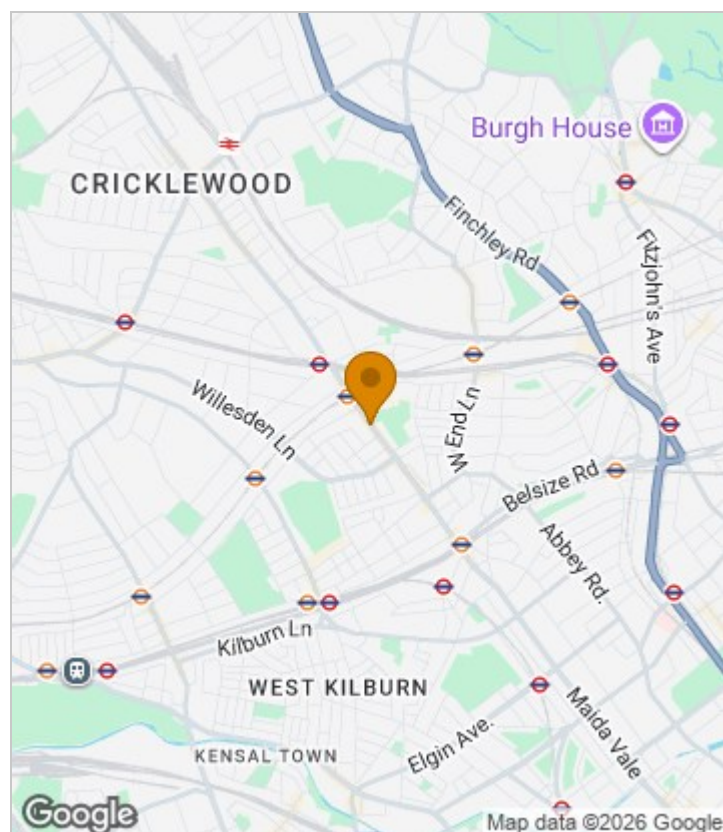 Burgh House
CRICKLEWOOD
Finchley Rd
Fitzjohn's Ave
Willesden Ln
W End Ln
Belsize Rd
Abbey Rd.
Kilburn Ln
WEST KILBURN
Maida Vale
Elgin Ave.
KENSAL TOWN
Google
Map data ©2026 Google